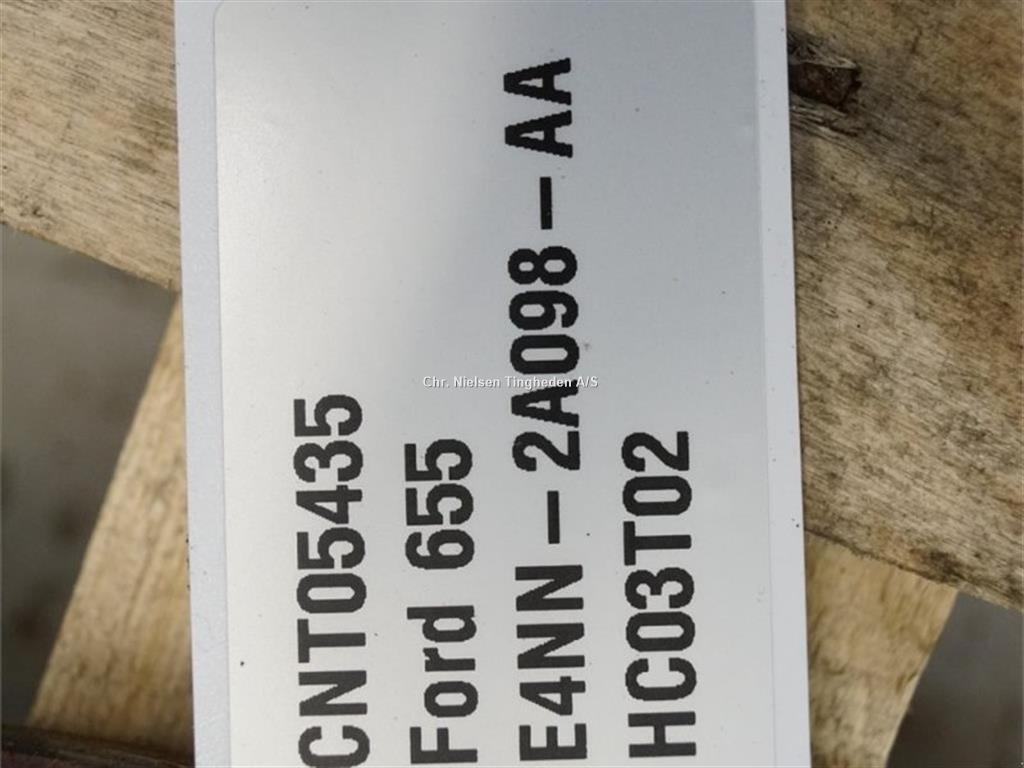 CNT05435
Ford 655
E4NN-2A098-AA
HC03T02
Chr. Nielsen Tingheden A/S